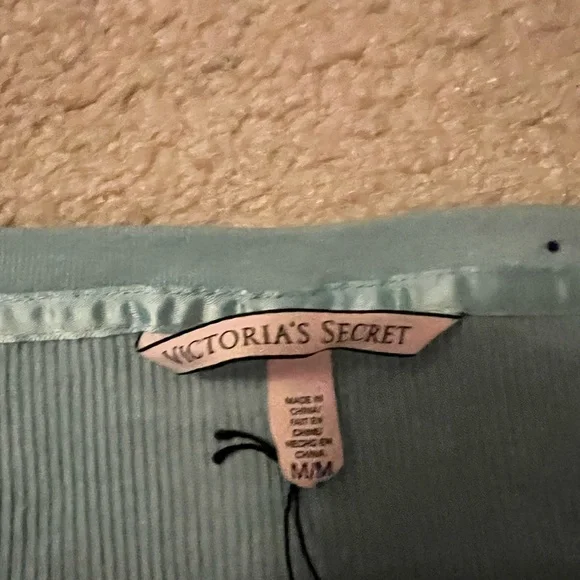 VICTORIA'S SECRET
MADE IN
CHINA/
FAIT EN
CHINE/
HECHO EN
CHINA.
M/M